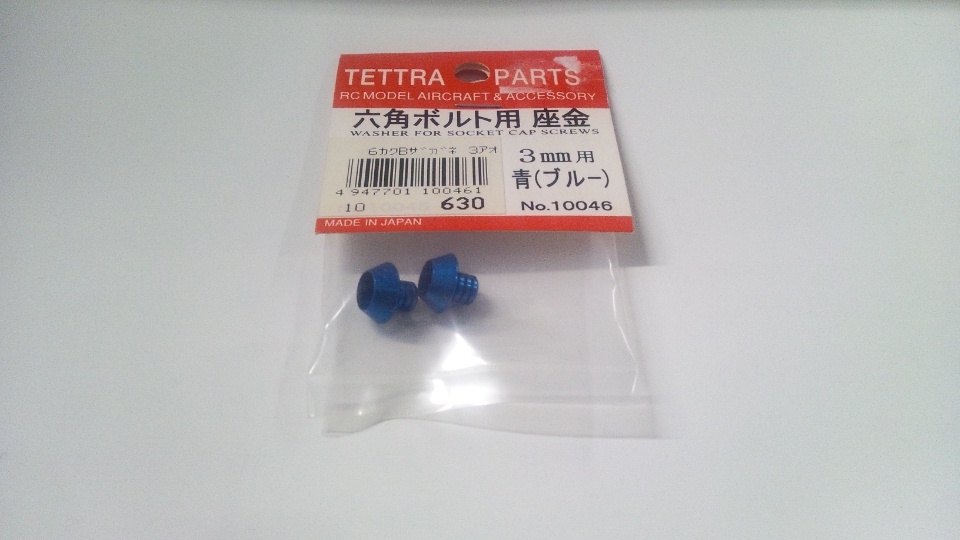 TETTRA PARTS
RC MODEL AIRCRAFT & ACCESSORY
六角ボルト用 座金
WASHER FOR SOCKET CAP SCREWS
6カクBザガネ 3アオ
4 947701 100461
10 630
3mm用
青(ブルー)
No.10046
MADE IN JAPAN